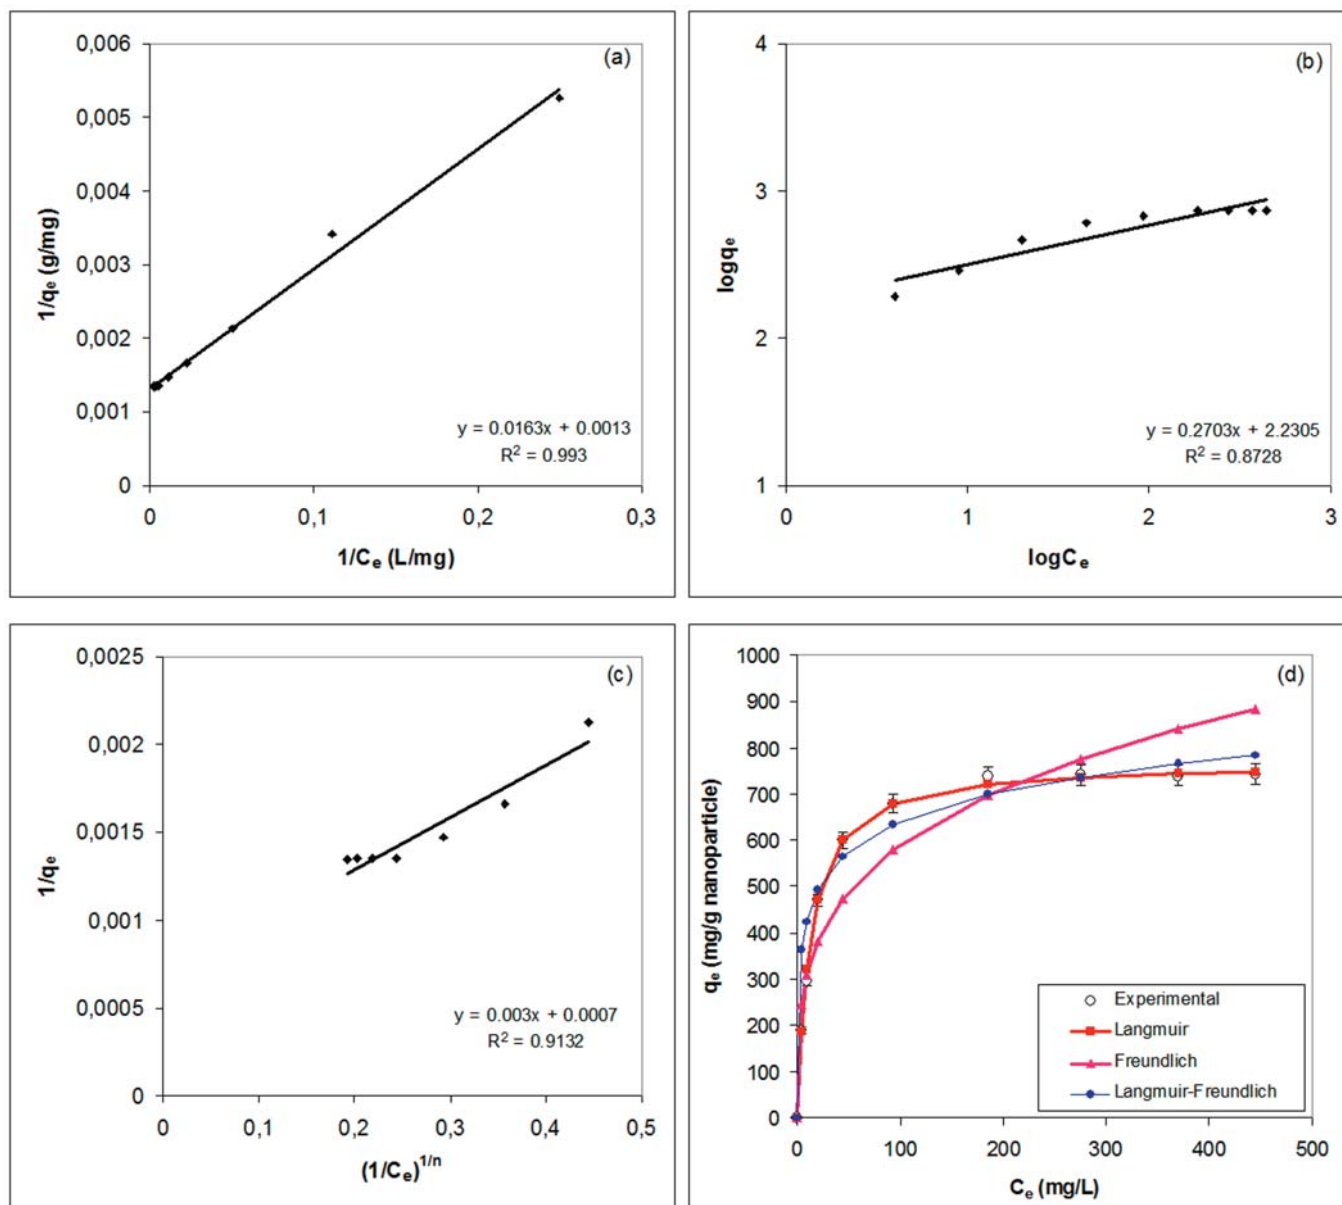 (a)
0,006
0,005
0,004
0,003
0,002
0,001
0
1/qe (g/mg)
y = 0.0163x + 0.0013
R² = 0.993
0 0,1 0,2 0,3
1/Ce (L/mg)
(b)
4
3
2
1
logqe
y = 0.2703x + 2.2305
R² = 0.8728
0 1 2 3
logCe
(c)
0,0025
0,002
0,0015
0,001
0,0005
0
1/qe
y = 0.003x + 0.0007
R² = 0.9132
0 0,1 0,2 0,3 0,4 0,5
(1/Ce)1/n
(d)
1000
900
800
700
600
500
400
300
200
100
0
qe (mg/g nanoparticle)
Experimental
Langmuir
Freundlich
Langmuir-Freundlich
0 100 200 300 400 500
Ce (mg/L)